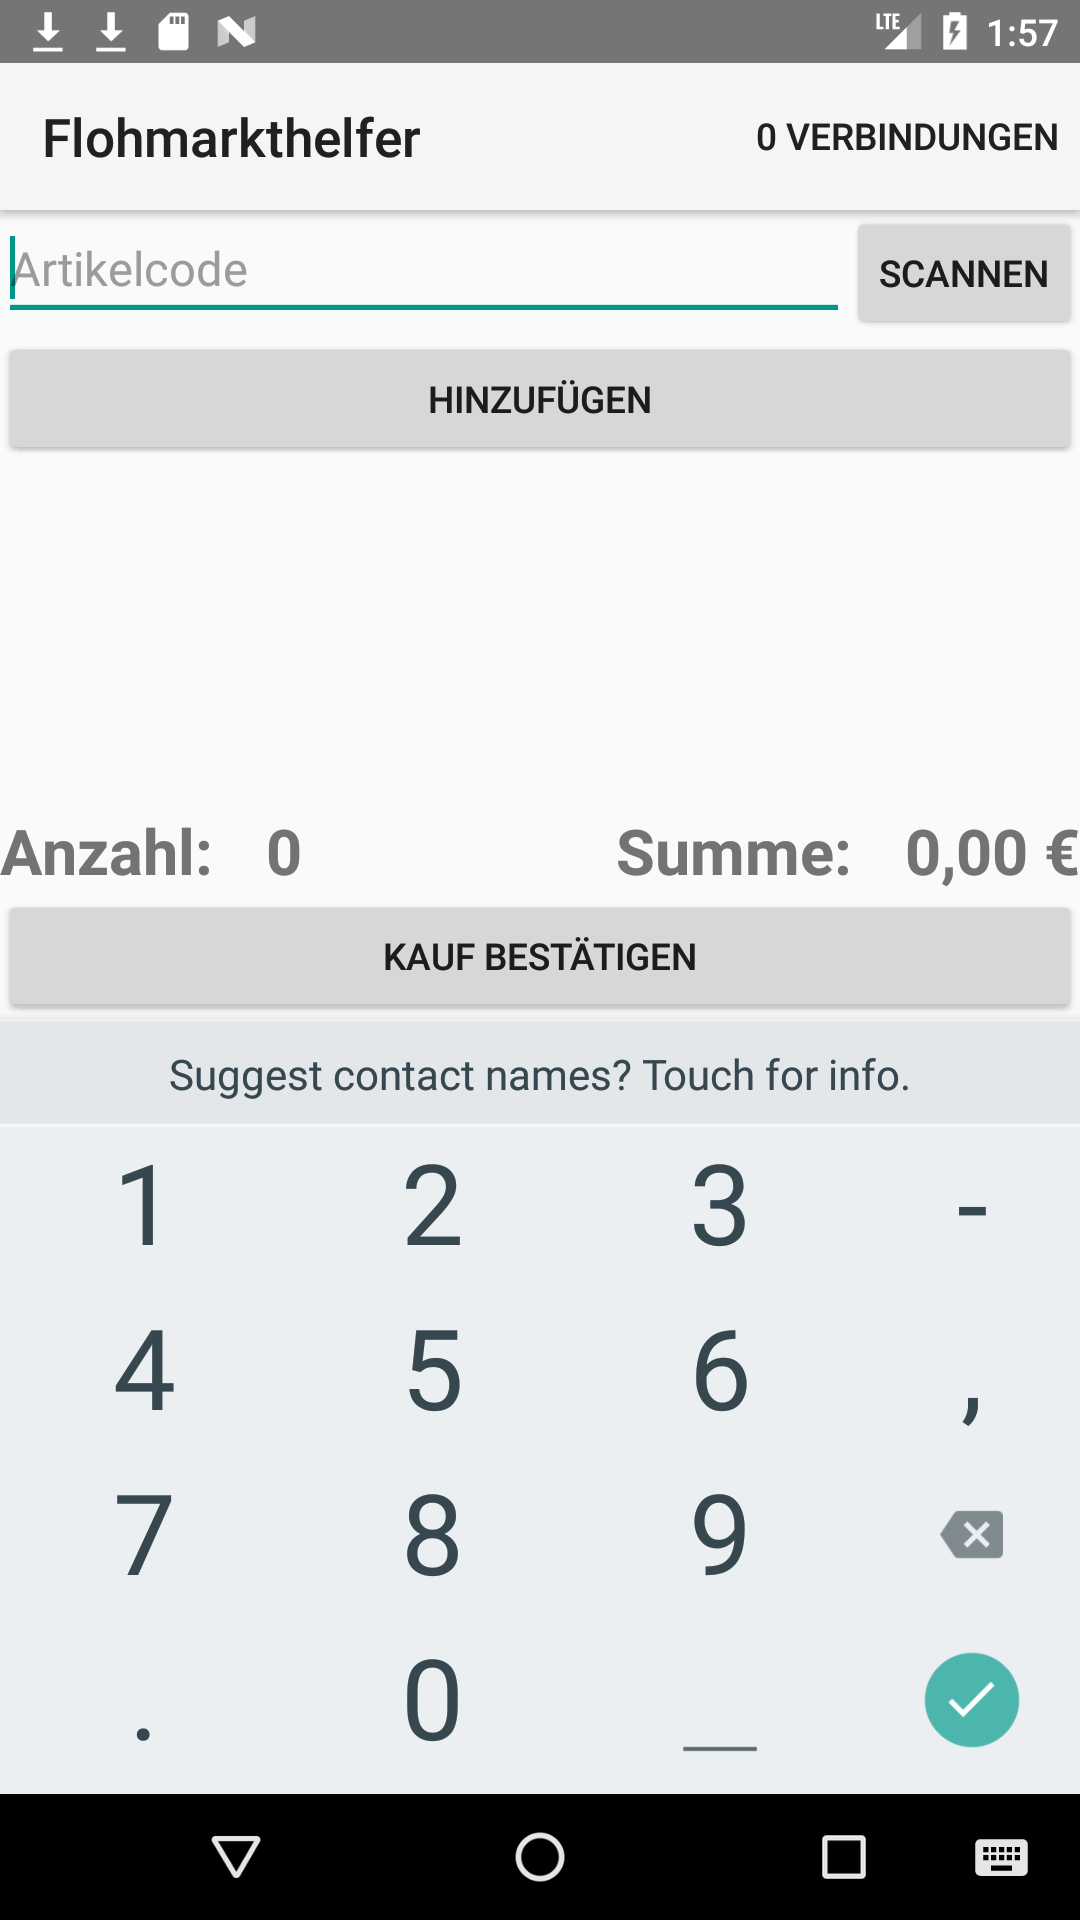 LTE 1:57
Flohmarkthelfer 0 VERBINDUNGEN
Artikelcode SCANNEN
HINZUFÜGEN
Anzahl: 0 Summe: 0,00 €
KAUF BESTÄTIGEN
Suggest contact names? Touch for info.
1 2 3 -
4 5 6 ,
7 8 9
. 0 _